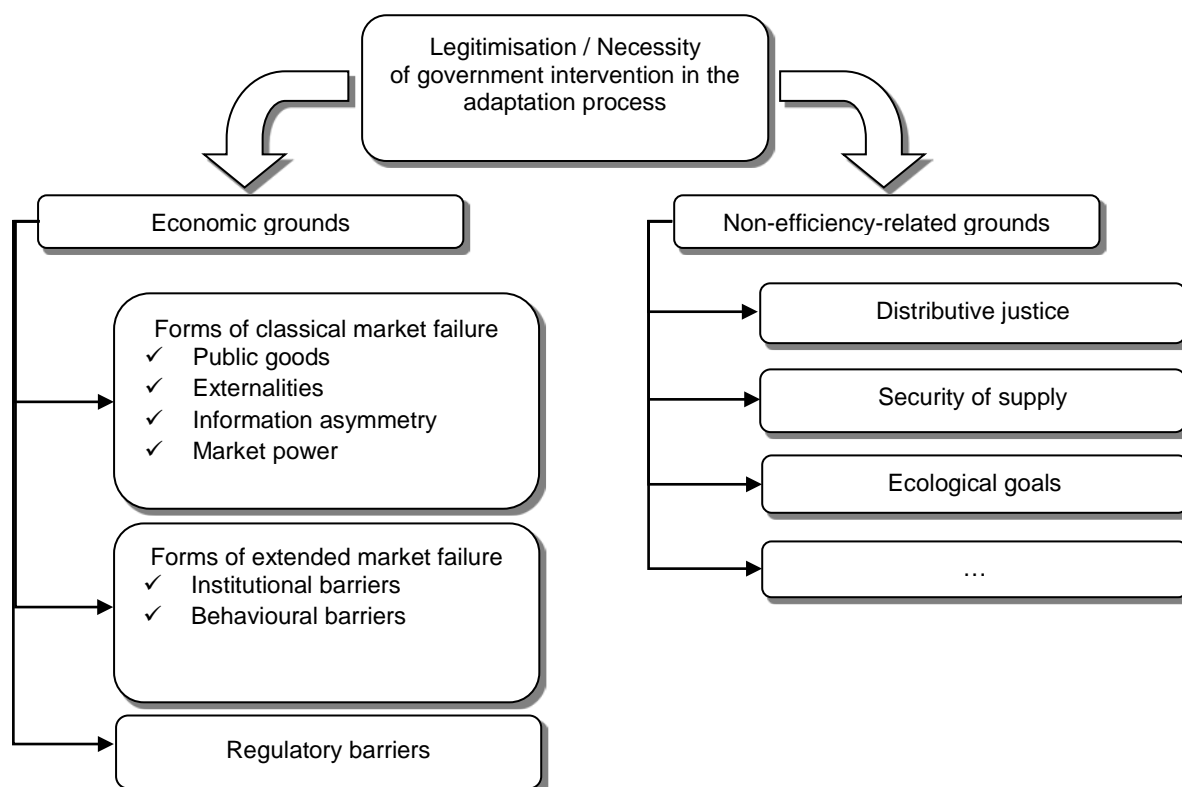 Legitimisation / Necessity
of government intervention in the
adaptation process
Economic grounds
Forms of classical market failure
✓ Public goods
✓ Externalities
✓ Information asymmetry
✓ Market power
Forms of extended market failure
✓ Institutional barriers
✓ Behavioural barriers
Regulatory barriers
Non-efficiency-related grounds
Distributive justice
Security of supply
Ecological goals
…